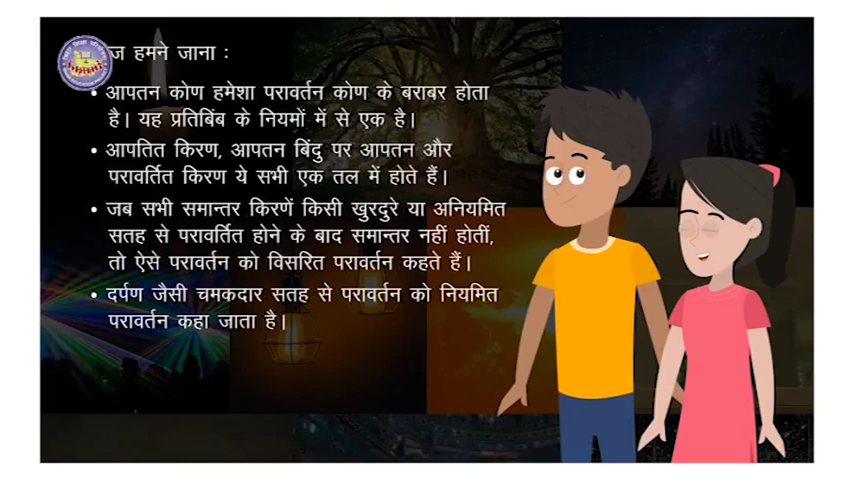 ज हमने जाना :
• आपतन कोण हमेशा परावर्तन कोण के बराबर होता
है। यह प्रतिबिंब के नियमों में से एक है।
• आपतित किरण, आपतन बिंदु पर आपतन और
परावर्तित किरण ये सभी एक तल में होते हैं।
• जब सभी समान्तर किरणें किसी खुरदुरे या अनियमित
सतह से परावर्तित होने के बाद समान्तर नहीं होतीं,
तो ऐसे परावर्तन को विसरित परावर्तन कहते हैं।
• दर्पण जैसी चमकदार सतह से परावर्तन को नियमित
परावर्तन कहा जाता है।